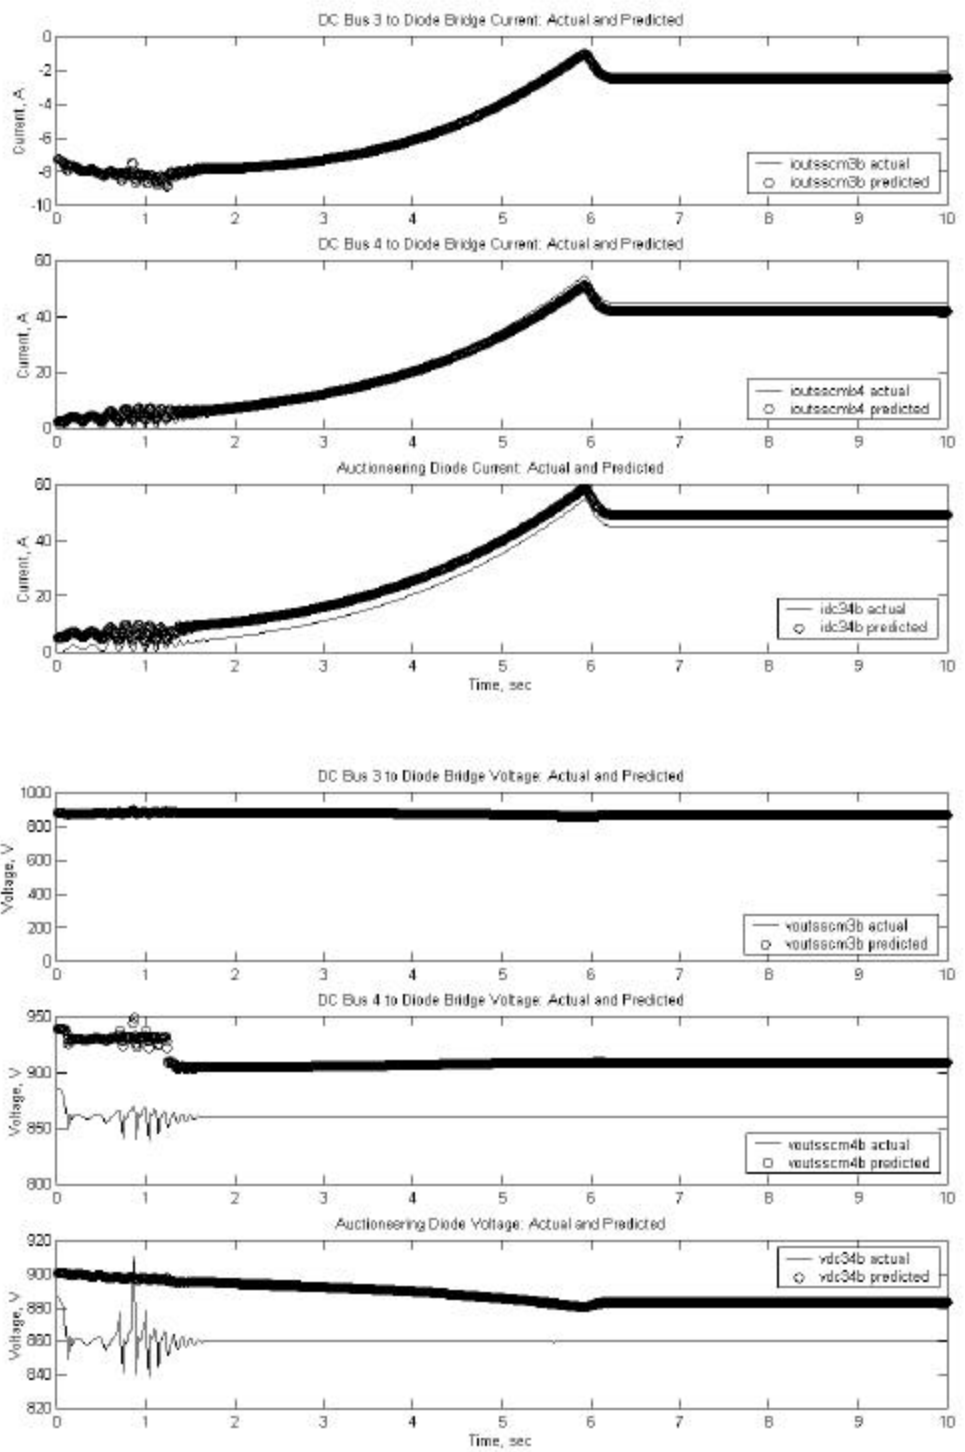 DC Bus 3 to Diode Bridge Current: Actual and Predicted
0
-2
-4
-6
-8
-10
Current, A
ioutsscm3b actual
ioutsscm3b predicted
0 1 2 3 4 5 6 7 8 9 10
DC Bus 4 to Diode Bridge Current: Actual and Predicted
60
40
20
0
Current, A
ioutsscmb4 actual
ioutsscmb4 predicted
0 1 2 3 4 5 6 7 8 9 10
Auctioneering Diode Current: Actual and Predicted
60
40
20
0
Current, A
idc34b actual
idc34b predicted
0 1 2 3 4 5 6 7 8 9 10
Time, sec
DC Bus 3 to Diode Bridge Voltage: Actual and Predicted
1000
800
600
400
200
0
Voltage, V
voutsscm3b actual
voutsscm3b predicted
0 1 2 3 4 5 6 7 8 9 10
DC Bus 4 to Diode Bridge Voltage: Actual and Predicted
950
900
850
800
Voltage, V
voutsscm4b actual
voutsscm4b predicted
0 1 2 3 4 5 6 7 8 9 10
Auctioneering Diode Voltage: Actual and Predicted
920
900
880
860
840
820
Voltage, V
vdc34b actual
vdc34b predicted
0 1 2 3 4 5 6 7 8 9 10
Time, sec